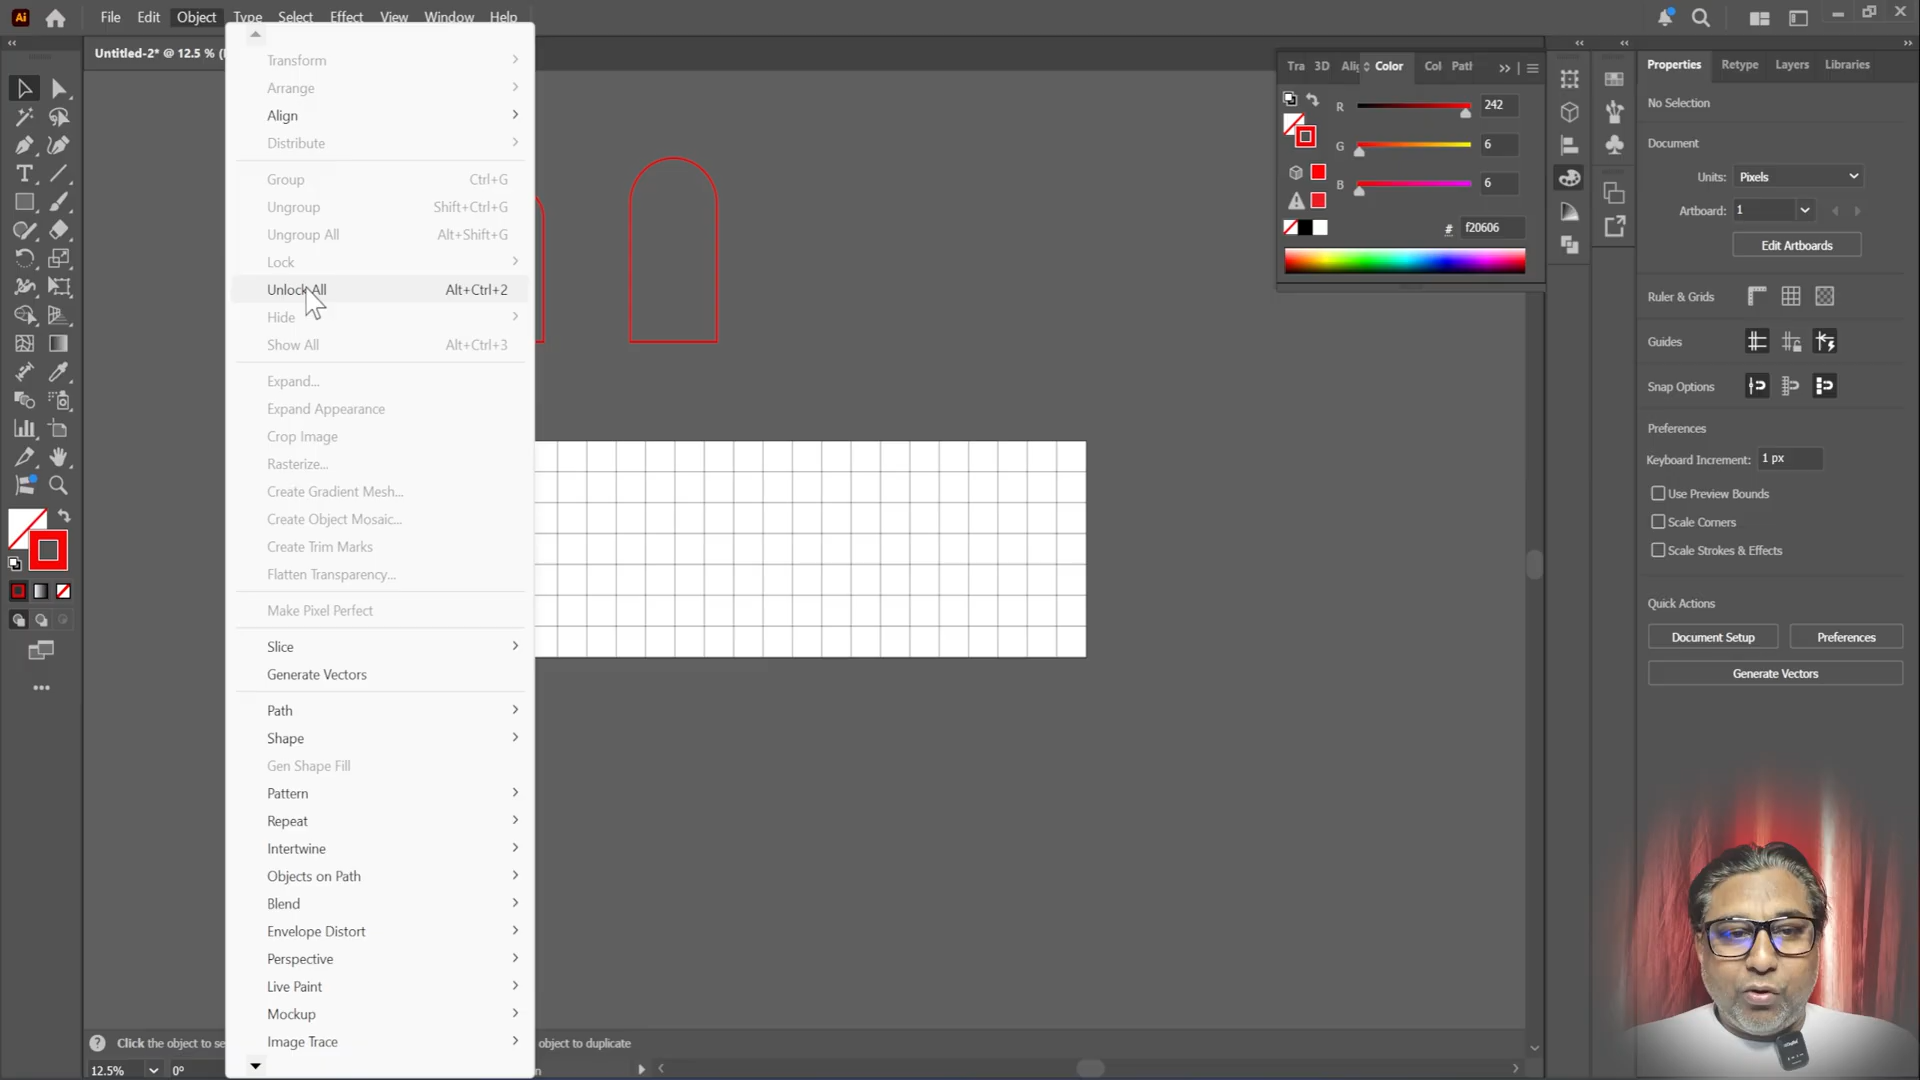 Ai File Edit Object Type Select Effect View Window Help
Untitled-2* @ 12.5 % (
Transform
Arrange
Align
Distribute
Group Ctrl+G
Ungroup Shift+Ctrl+G
Ungroup All Alt+Shift+G
Lock
Unlock All Alt+Ctrl+2
Hide
Show All Alt+Ctrl+3
Expand...
Expand Appearance
Crop Image
Rasterize...
Create Gradient Mesh...
Create Object Mosaic...
Create Trim Marks
Flatten Transparency...
Make Pixel Perfect
Slice
Generate Vectors
Path
Shape
Gen Shape Fill
Pattern
Repeat
Intertwine
Objects on Path
Blend
Envelope Distort
Perspective
Live Paint
Mockup
Image Trace
Tra 3D Alig Color Col Path
R 242
G 6
B 6
# f20606
Properties Retype Layers Libraries
No Selection
Document
Units: Pixels
Artboard: 1
Edit Artboards
Ruler & Grids
Guides
Snap Options
Preferences
Keyboard Increment: 1 px
Use Preview Bounds
Scale Corners
Scale Strokes & Effects
Quick Actions
Document Setup Preferences
Generate Vectors
Click the object to se
object to duplicate
12.5% 0° n